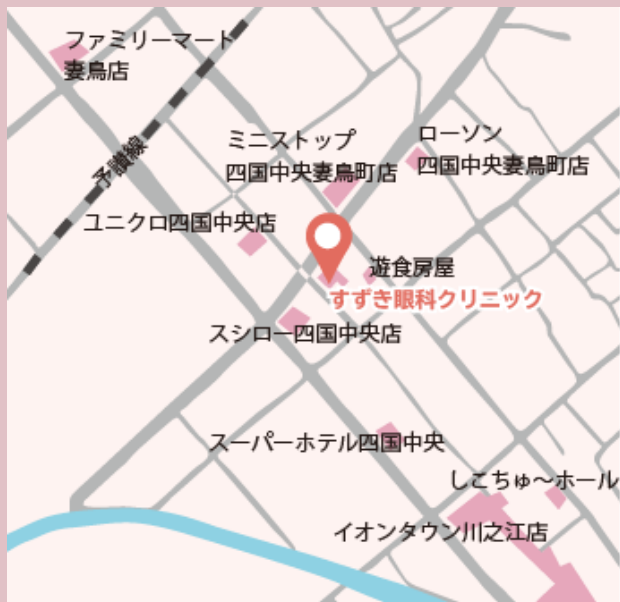 ファミリーマート
妻鳥店
予讃線
ミニストップ
四国中央妻鳥町店
ローソン
四国中央妻鳥町店
ユニクロ四国中央店
遊食房屋
すずき眼科クリニック
スシロー四国中央店
スーパーホテル四国中央
しこちゅ～ホール
イオンタウン川之江店